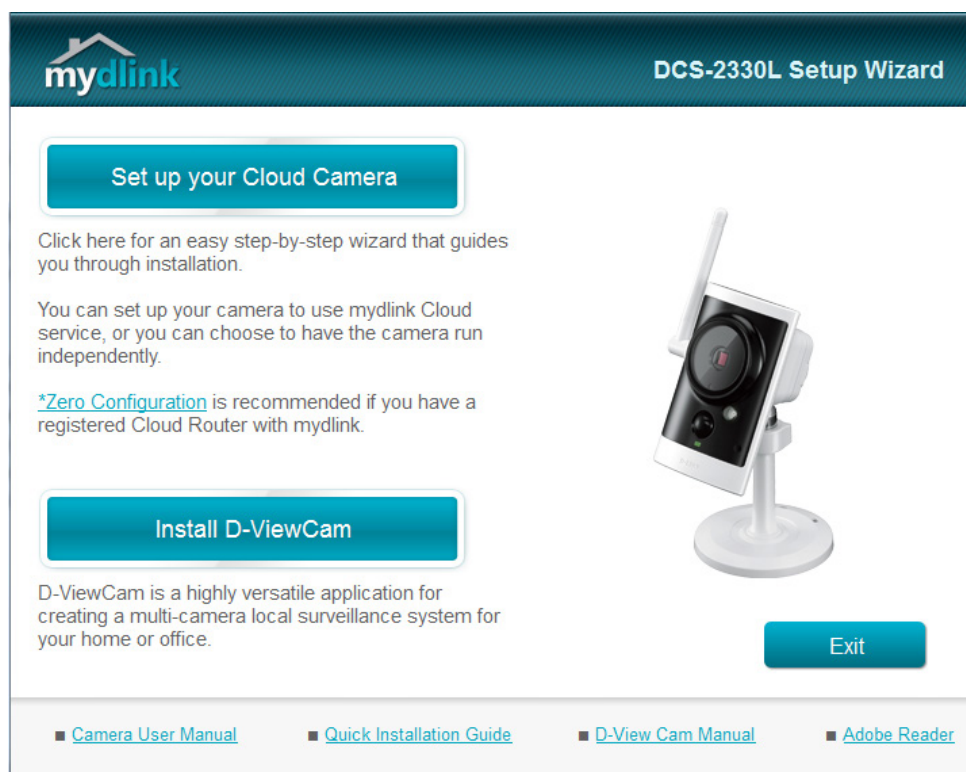 mydlink
DCS-2330L Setup Wizard
Set up your Cloud Camera
Click here for an easy step-by-step wizard that guides
you through installation.
You can set up your camera to use mydlink Cloud
service, or you can choose to have the camera run
independently.
*Zero Configuration is recommended if you have a
registered Cloud Router with mydlink.
Install D-ViewCam
D-ViewCam is a highly versatile application for
creating a multi-camera local surveillance system for
your home or office.
Exit
Camera User Manual
Quick Installation Guide
D-View Cam Manual
Adobe Reader